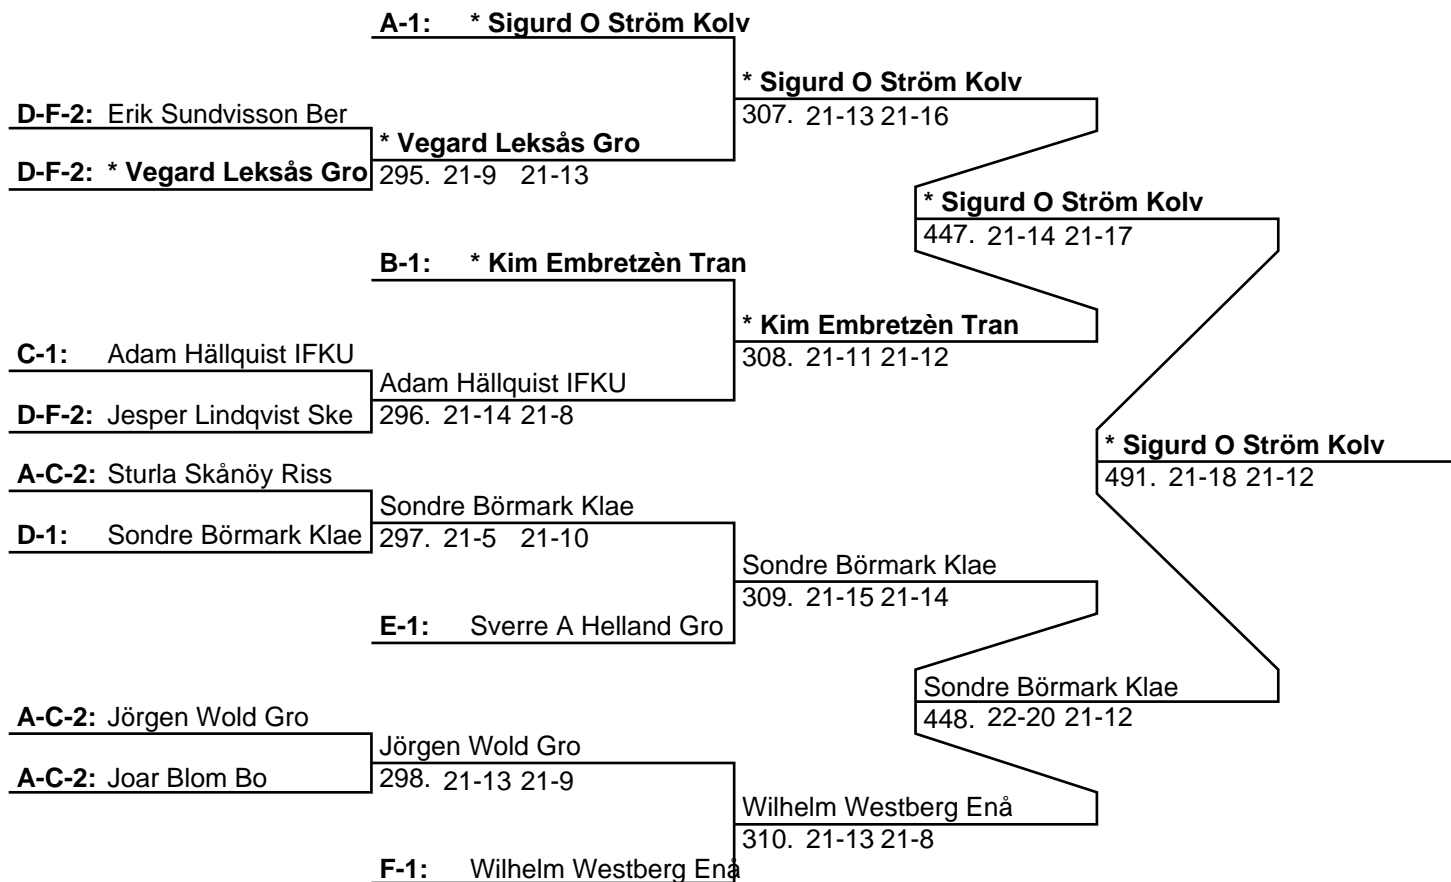 A-1: * Sigurd O Ström Kolv
* Sigurd O Ström Kolv
D-F-2: Erik Sundvisson Ber
307. 21-13 21-16
* Vegard Leksås Gro
D-F-2: * Vegard Leksås Gro
295. 21-9 21-13
* Sigurd O Ström Kolv
447. 21-14 21-17
B-1: * Kim Embretzèn Tran
* Kim Embretzèn Tran
C-1: Adam Hällquist IFKU
308. 21-11 21-12
Adam Hällquist IFKU
D-F-2: Jesper Lindqvist Ske
296. 21-14 21-8
* Sigurd O Ström Kolv
A-C-2: Sturla Skånöy Riss
491. 21-18 21-12
Sondre Börmark Klae
D-1: Sondre Börmark Klae
297. 21-5 21-10
Sondre Börmark Klae
309. 21-15 21-14
E-1: Sverre A Helland Gro
Sondre Börmark Klae
448. 22-20 21-12
A-C-2: Jörgen Wold Gro
Jörgen Wold Gro
A-C-2: Joar Blom Bo
298. 21-13 21-9
Wilhelm Westberg Enå
310. 21-13 21-8
F-1: Wilhelm Westberg Enå